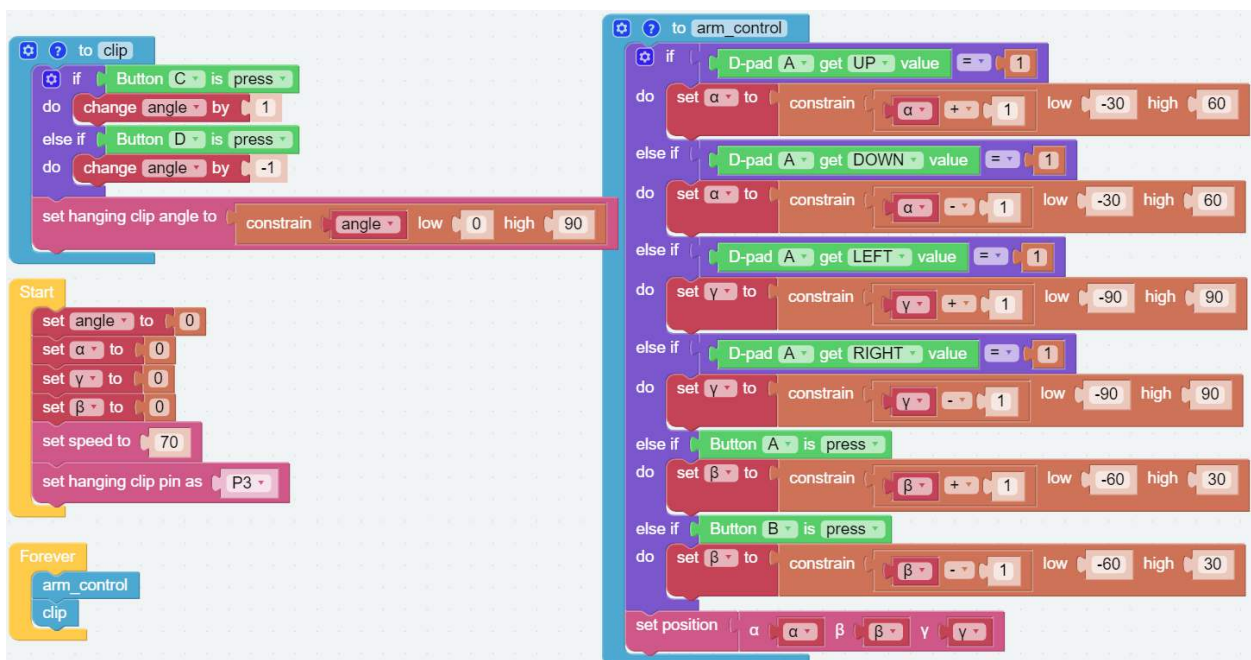 to clip
if Button C is press
do change angle by 1
else if Button D is press
do change angle by -1
set hanging clip angle to constrain angle low 0 high 90
Start
set angle to 0
set α to 0
set γ to 0
set β to 0
set speed to 70
set hanging clip pin as P3
Forever
arm_control
clip
to arm_control
if D-pad A get UP value = 1
do set α to constrain α + 1 low -30 high 60
else if D-pad A get DOWN value = 1
do set α to constrain α - 1 low -30 high 60
else if D-pad A get LEFT value = 1
do set γ to constrain γ + 1 low -90 high 90
else if D-pad A get RIGHT value = 1
do set γ to constrain γ - 1 low -90 high 90
else if Button A is press
do set β to constrain β + 1 low -60 high 30
else if Button B is press
do set β to constrain β - 1 low -60 high 30
set position α α β β γ γ